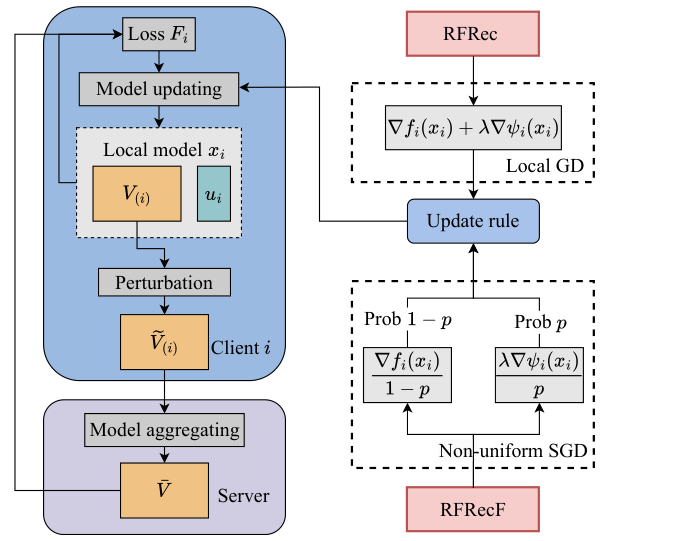 Loss $F_i$
Model updating
Local model $x_i$
$V_{(i)}$
$u_i$
Perturbation
$\widetilde{V}_{(i)}$
Client $i$
Model aggregating
$\bar{V}$
Server
RFRec
$\nabla f_i(x_i) + \lambda \nabla \psi_i(x_i)$
Local GD
Update rule
Prob $1 - p$
Prob $p$
$\frac{\nabla f_i(x_i)}{1 - p}$
$\frac{\lambda \nabla \psi_i(x_i)}{p}$
Non-uniform SGD
RFRecF